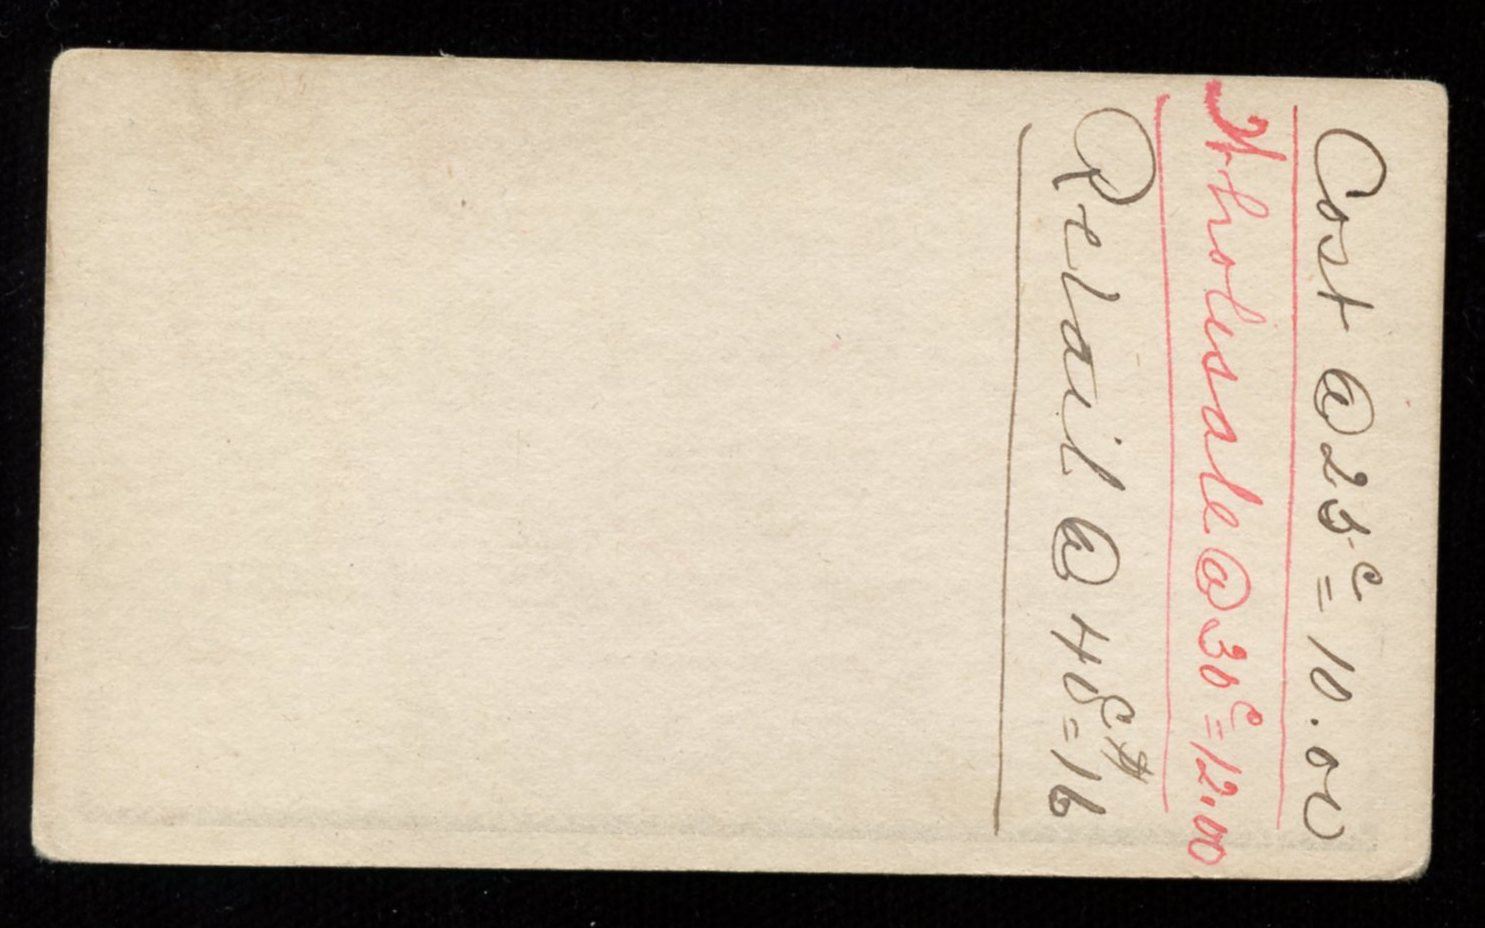 Cost @ 25c = 10.00
Wholesale @ 30c = 12.00
Retail @ 40c = $16